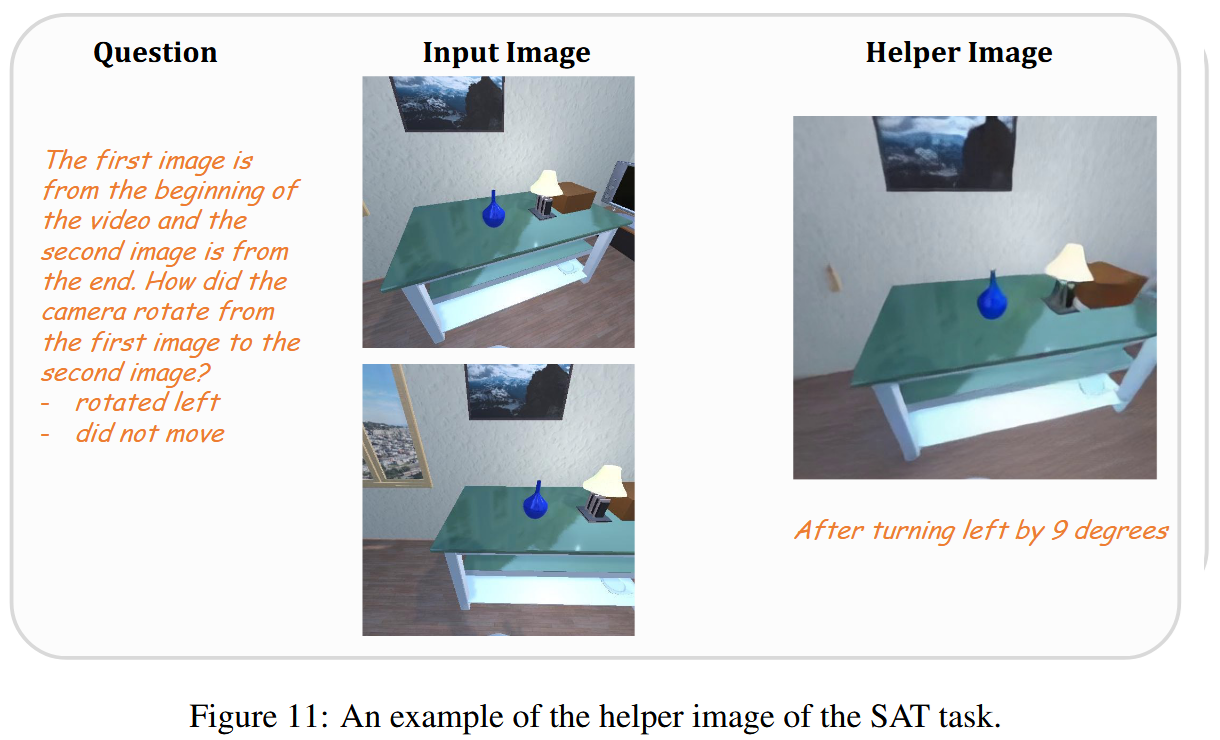 Question
Input Image
Helper Image
The first image is
from the beginning of
the video and the
second image is from
the end. How did the
camera rotate from
the first image to the
second image?
- rotated left
- did not move
After turning left by 9 degrees
Figure 11: An example of the helper image of the SAT task.